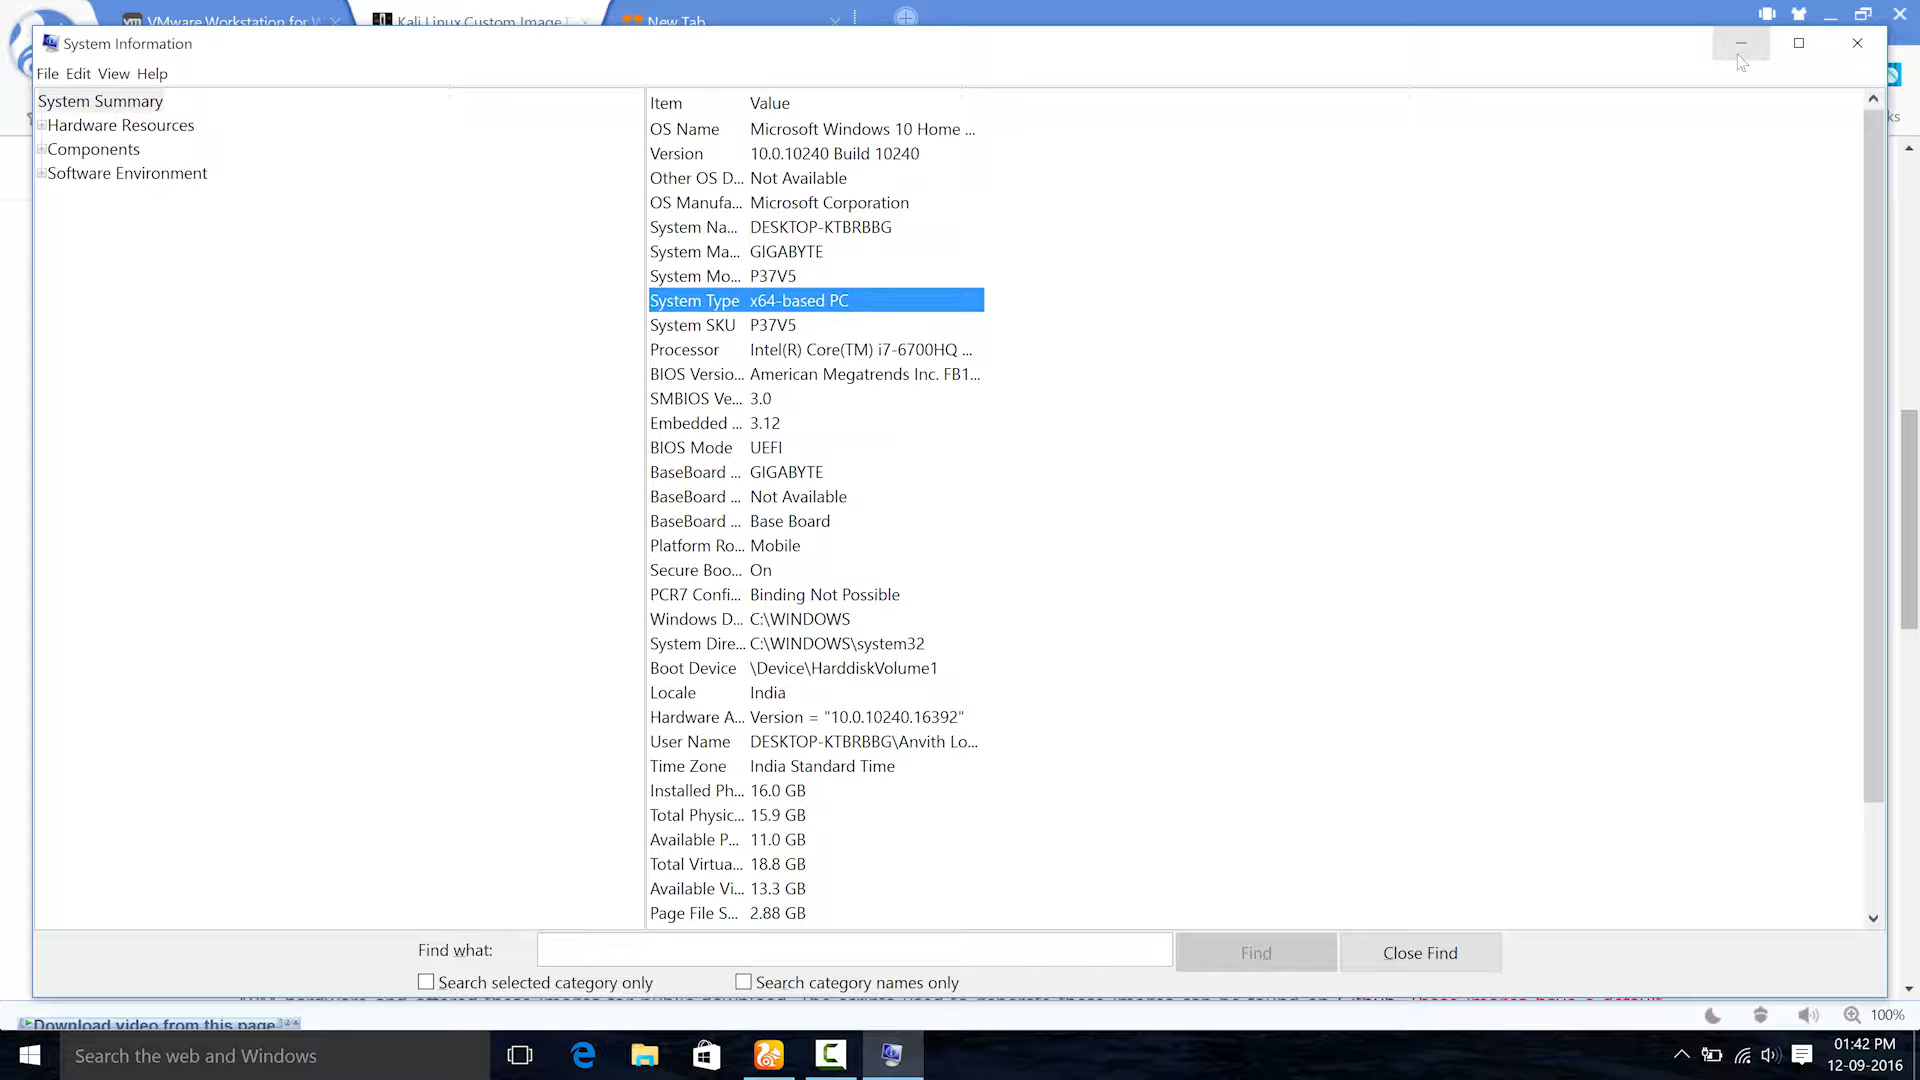 VMware Workstation for W
Kali Linux Custom Image D
New Tab
System Information
File Edit View Help
System Summary
Hardware Resources
Components
Software Environment
Item Value
OS Name Microsoft Windows 10 Home ...
Version 10.0.10240 Build 10240
Other OS D... Not Available
OS Manufa... Microsoft Corporation
System Na... DESKTOP-KTBRBBG
System Ma... GIGABYTE
System Mo... P37V5
System Type x64-based PC
System SKU P37V5
Processor Intel(R) Core(TM) i7-6700HQ ...
BIOS Versio... American Megatrends Inc. FB1...
SMBIOS Ve... 3.0
Embedded ... 3.12
BIOS Mode UEFI
BaseBoard ... GIGABYTE
BaseBoard ... Not Available
BaseBoard ... Base Board
Platform Ro... Mobile
Secure Boo... On
PCR7 Confi... Binding Not Possible
Windows D... C:\WINDOWS
System Dire... C:\WINDOWS\system32
Boot Device \Device\HarddiskVolume1
Locale India
Hardware A... Version = "10.0.10240.16392"
User Name DESKTOP-KTBRBBG\Anvith Lo...
Time Zone India Standard Time
Installed Ph... 16.0 GB
Total Physic... 15.9 GB
Available P... 11.0 GB
Total Virtua... 18.8 GB
Available Vi... 13.3 GB
Page File S... 2.88 GB
Find what:
Find
Close Find
Search selected category only
Search category names only
Download video from this page
100%
Search the web and Windows
01:42 PM
12-09-2016